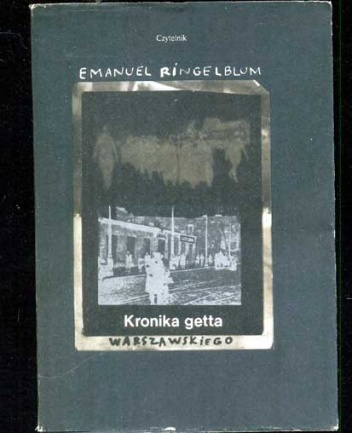 Czytelnik
EMANUEL RINGELBLUM
Kronika getta
WARSZAWSKIEGO